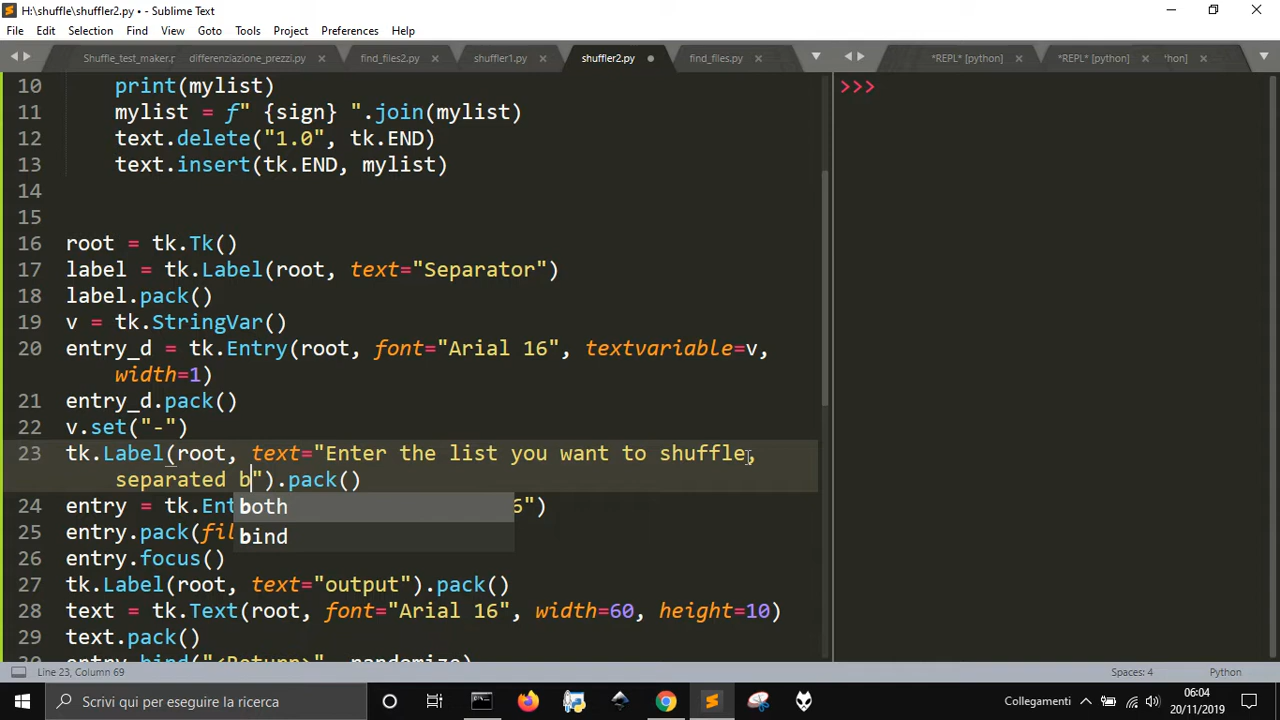 H:\shuffle\shuffler2.py • - Sublime Text
File Edit Selection Find View Goto Tools Project Preferences Help
Shuffle_test_maker.p differenziazione_prezzi.py find_files2.py shuffler1.py shuffler2.py find_files.py *REPL* [python] *REPL* [python] *hon]
10 print(mylist)
11 mylist = f" {sign} ".join(mylist)
12 text.delete("1.0", tk.END)
13 text.insert(tk.END, mylist)
14
15
16 root = tk.Tk()
17 label = tk.Label(root, text="Separator")
18 label.pack()
19 v = tk.StringVar()
20 entry_d = tk.Entry(root, font="Arial 16", textvariable=v,
width=1)
21 entry_d.pack()
22 v.set("-")
23 tk.Label(root, text="Enter the list you want to shuffle,
separated b").pack()
24 entry = tk.Ent 6")
both
25 entry.pack(fil
bind
26 entry.focus()
27 tk.Label(root, text="output").pack()
28 text = tk.Text(root, font="Arial 16", width=60, height=10)
29 text.pack()
30 entry.bind("<Return>", randomize)
>>>
Line 23, Column 69 Spaces: 4 Python
Scrivi qui per eseguire la ricerca Collegamenti 06:04
20/11/2019